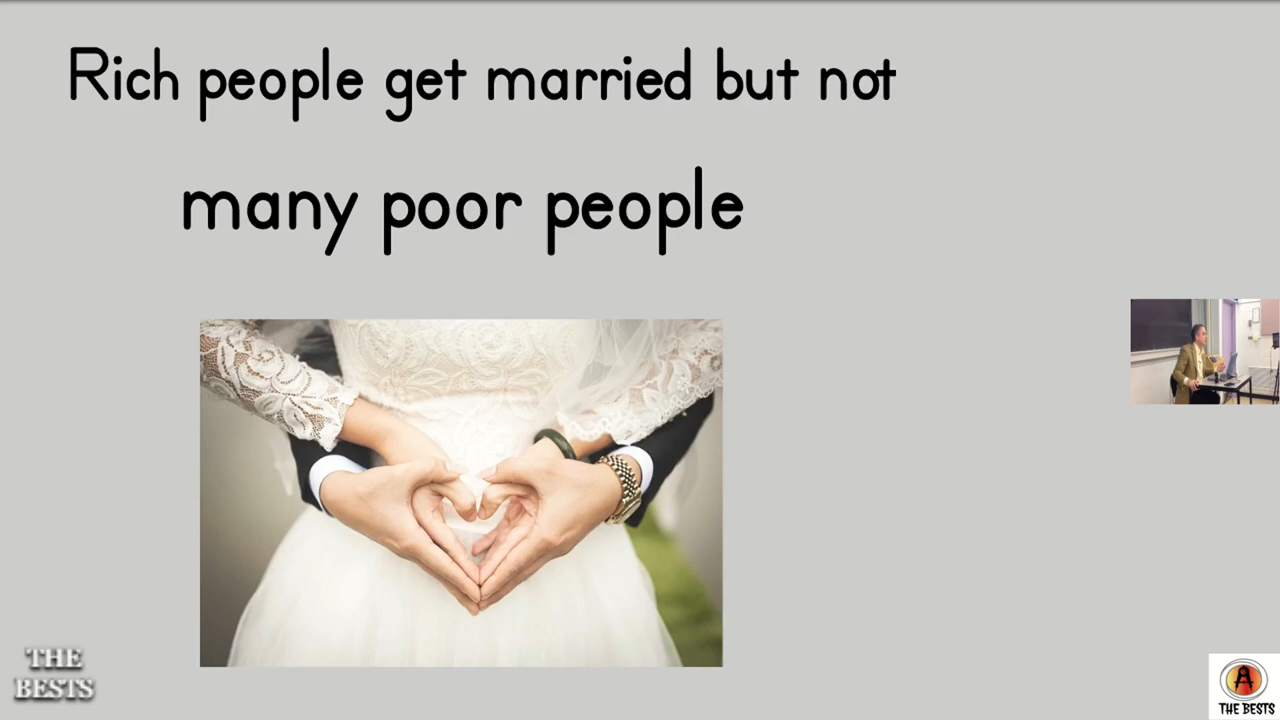 Rich people get married but not
many poor people
THE
BESTS
THE BESTS